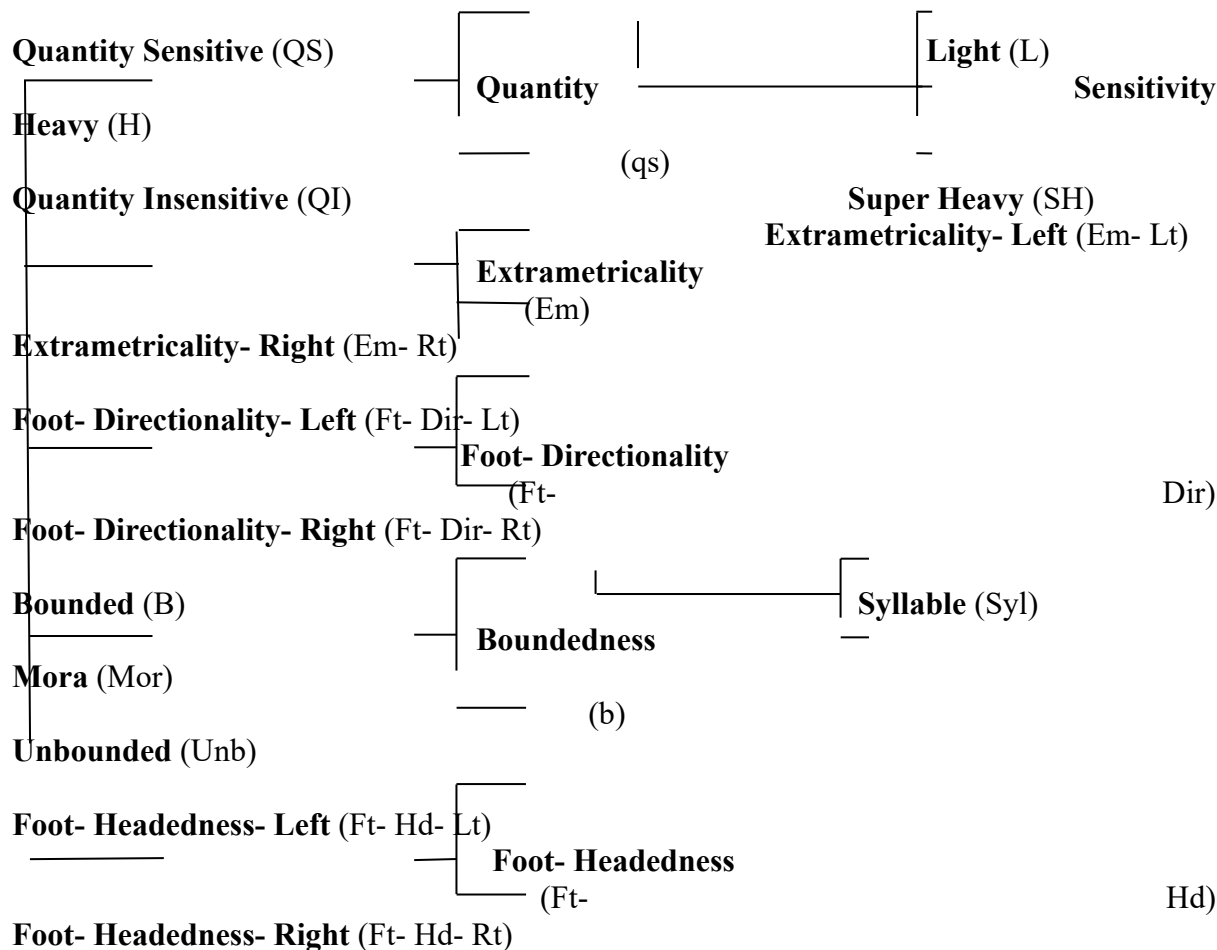 Quantity Sensitive (QS) Light (L)
Quantity Sensitivity
Heavy (H)
(qs)
Quantity Insensitive (QI) Super Heavy (SH)
Extrametricality- Left (Em- Lt)
Extrametricality
(Em)
Extrametricality- Right (Em- Rt)
Foot- Directionality- Left (Ft- Dir- Lt)
Foot- Directionality
(Ft- Dir)
Foot- Directionality- Right (Ft- Dir- Rt)
Bounded (B) Syllable (Syl)
Boundedness
Mora (Mor)
(b)
Unbounded (Unb)
Foot- Headedness- Left (Ft- Hd- Lt)
Foot- Headedness
(Ft- Hd)
Foot- Headedness- Right (Ft- Hd- Rt)